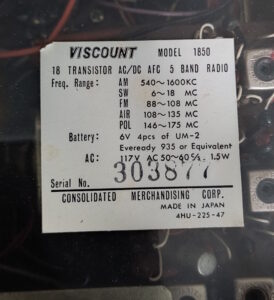 VISCOUNT MODEL 1850
18 TRANSISTOR AC/DC AFC 5 BAND RADIO
Freq. Range: AM 540~1600KC
SW 6~18 MC
FM 88~108 MC
AIR 108~135 MC
POL 146~175 MC
Battery: 6V 4pcs of UM-2
Eveready 935 or Equivalent
AC: 117V AC 50~60% 1.5W
Serial No. 303877
CONSOLIDATED MERCHANDISING CORP.
MADE IN JAPAN
4HU-225-47